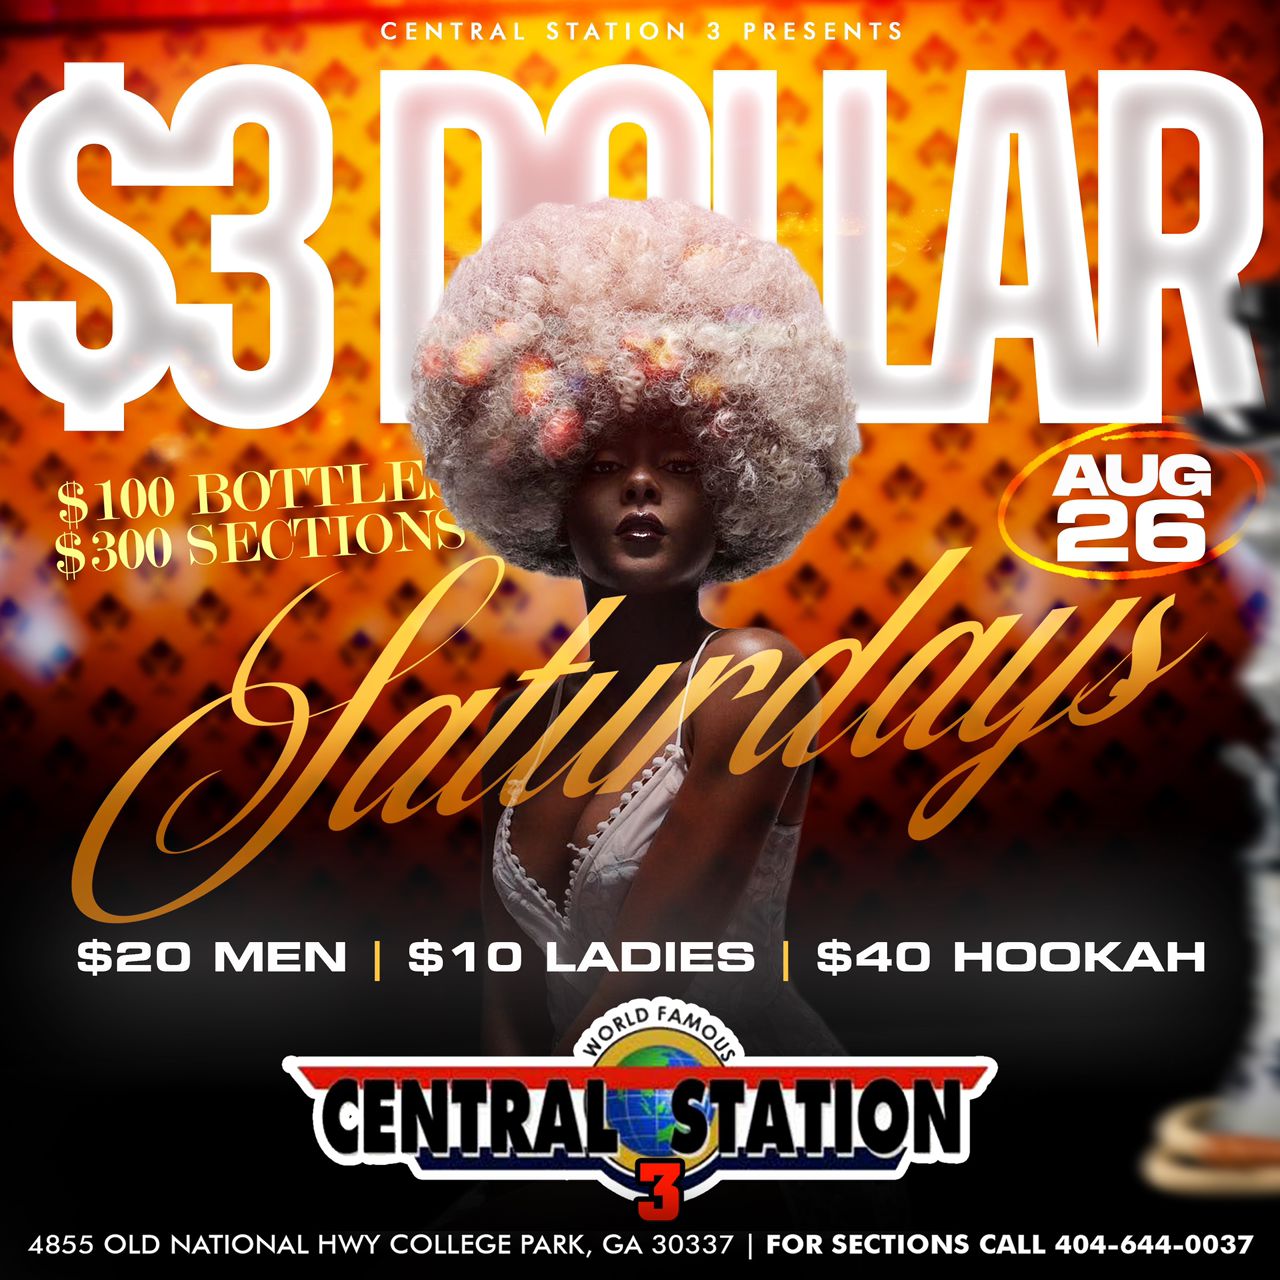 CENTRAL STATION 3 PRESENTS
$3 DOLLAR
$100 BOTTLES
$300 SECTIONS
AUG
26
Saturdays
$20 MEN | $10 LADIES | $40 HOOKAH
WORLD FAMOUS
CENTRAL STATION
3
4855 OLD NATIONAL HWY COLLEGE PARK, GA 30337 | FOR SECTIONS CALL 404-644-0037